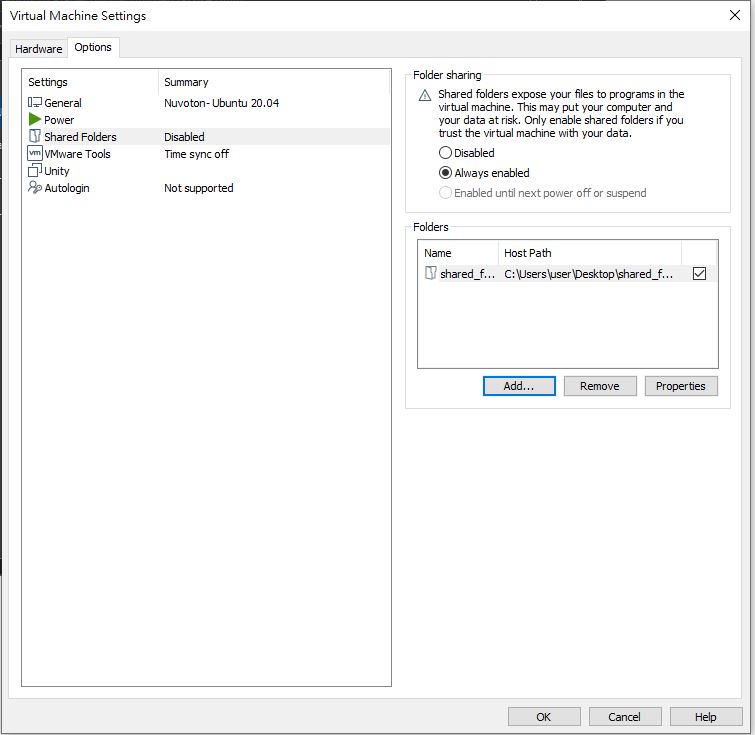 Virtual Machine Settings
Hardware Options
Settings Summary
General Nuvoton- Ubuntu 20.04
Power
Shared Folders Disabled
VMware Tools Time sync off
Unity
Autologin Not supported
Folder sharing
Shared folders expose your files to programs in the
virtual machine. This may put your computer and
your data at risk. Only enable shared folders if you
trust the virtual machine with your data.
Disabled
Always enabled
Enabled until next power off or suspend
Folders
Name Host Path
shared_f... C:\Users\user\Desktop\shared_f...
Add... Remove Properties
OK Cancel Help